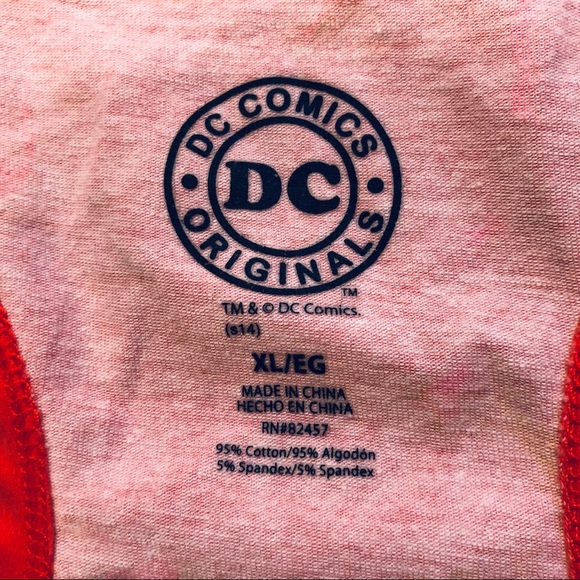 DC COMICS
DC
ORIGINALS
TM
TM & © DC Comics.
(s14)
XL/EG
MADE IN CHINA
HECHO EN CHINA
RN#82457
95% Cotton/95% Algodón
5% Spandex/5% Spandex